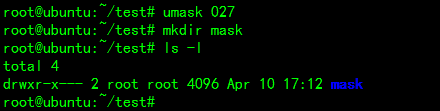 root@ubuntu:~/test# umask 027
root@ubuntu:~/test# mkdir mask
root@ubuntu:~/test# ls -l
total 4
drwxr-x--- 2 root root 4096 Apr 10 17:12 mask
root@ubuntu:~/test#